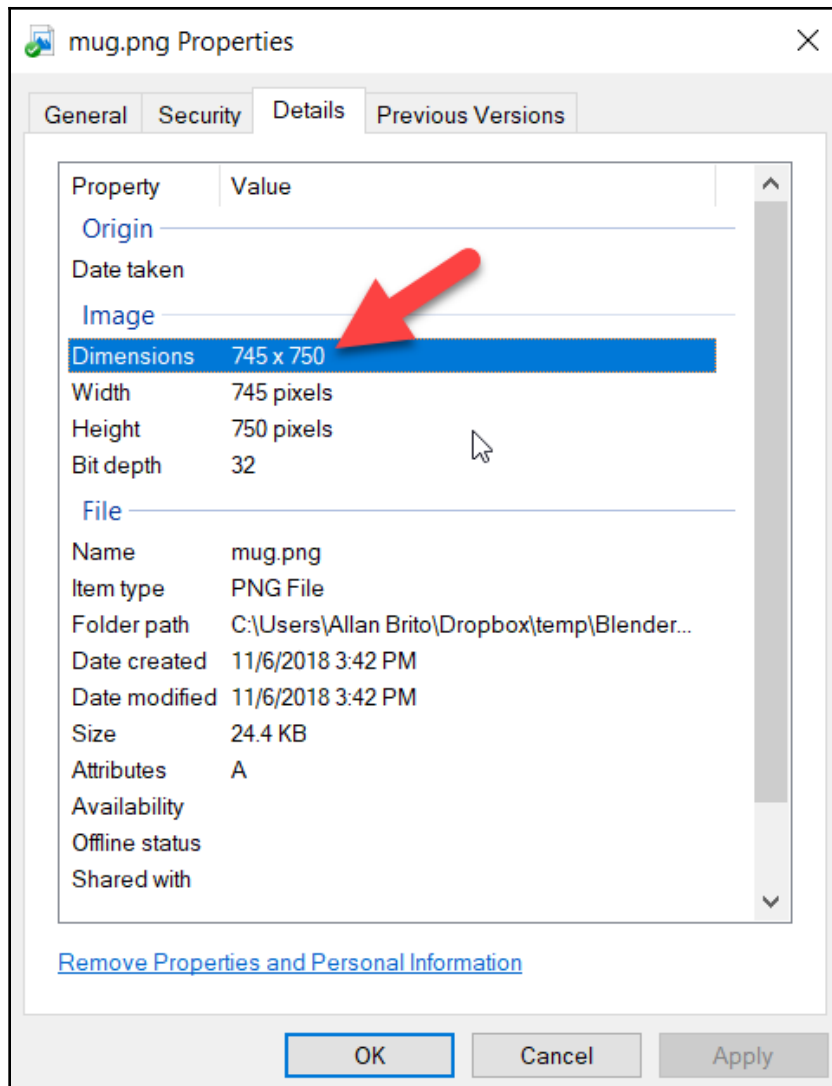 mug.png Properties
General Security Details Previous Versions
Property Value
Origin
Date taken
Image
Dimensions 745 x 750
Width 745 pixels
Height 750 pixels
Bit depth 32
File
Name mug.png
Item type PNG File
Folder path C:\Users\Allan Brito\Dropbox\temp\Blender...
Date created 11/6/2018 3:42 PM
Date modified 11/6/2018 3:42 PM
Size 24.4 KB
Attributes A
Availability
Offline status
Shared with
Remove Properties and Personal Information
OK Cancel Apply